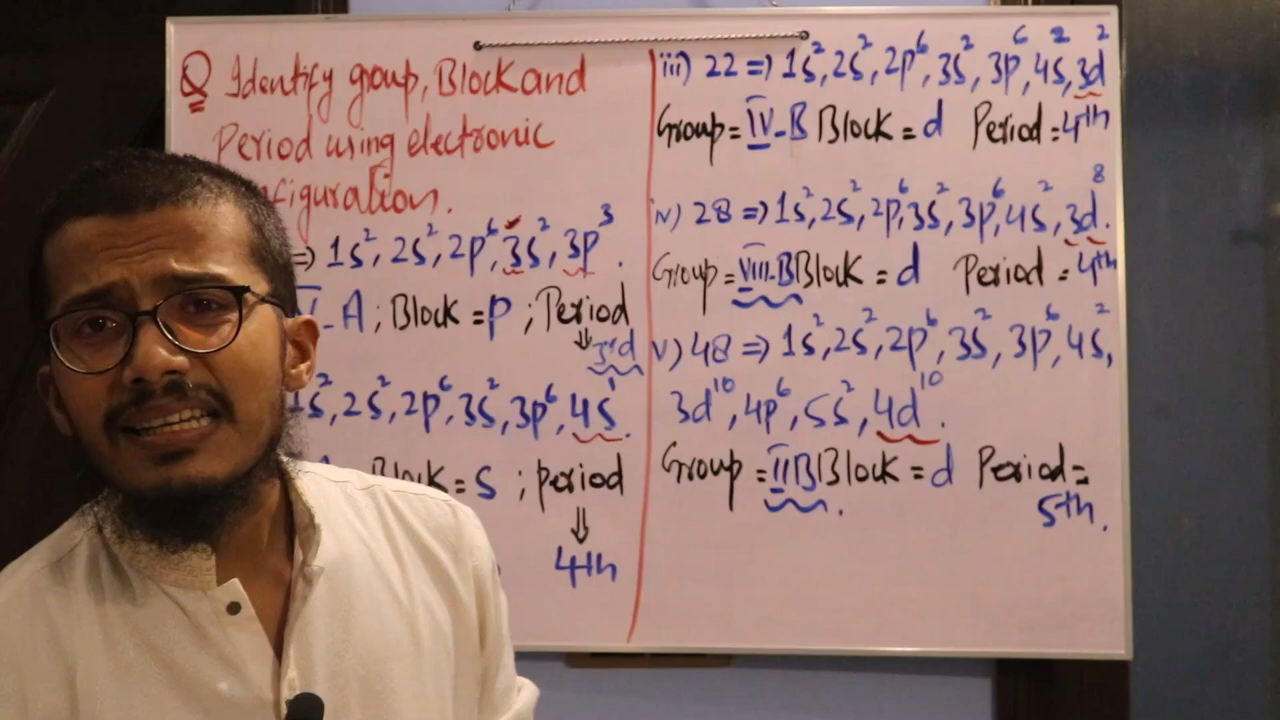 Q Identify group, Block and
Period using electronic
nfiguration.
⇒ 1s², 2s², 2p⁶, 3s², 3p³.
-A ; Block = p ; Period
⇓ 3rd
1s², 2s², 2p⁶, 3s², 3p⁶, 4s¹.
ck = s ; period
⇓
4th
iii) 22 ⇒ 1s², 2s², 2p⁶, 3s², 3p⁶, 4s², 3d²
Group = IV-B Block = d Period = 4th
iv) 28 ⇒ 1s², 2s², 2p⁶, 3s², 3p⁶, 4s², 3d⁸.
Group = VIII-B Block = d Period = 4th
v) 48 ⇒ 1s², 2s², 2p⁶, 3s², 3p⁶, 4s²,
3d¹⁰, 4p⁶, 5s², 4d¹⁰.
Group = IIB Block = d Period =
5th.